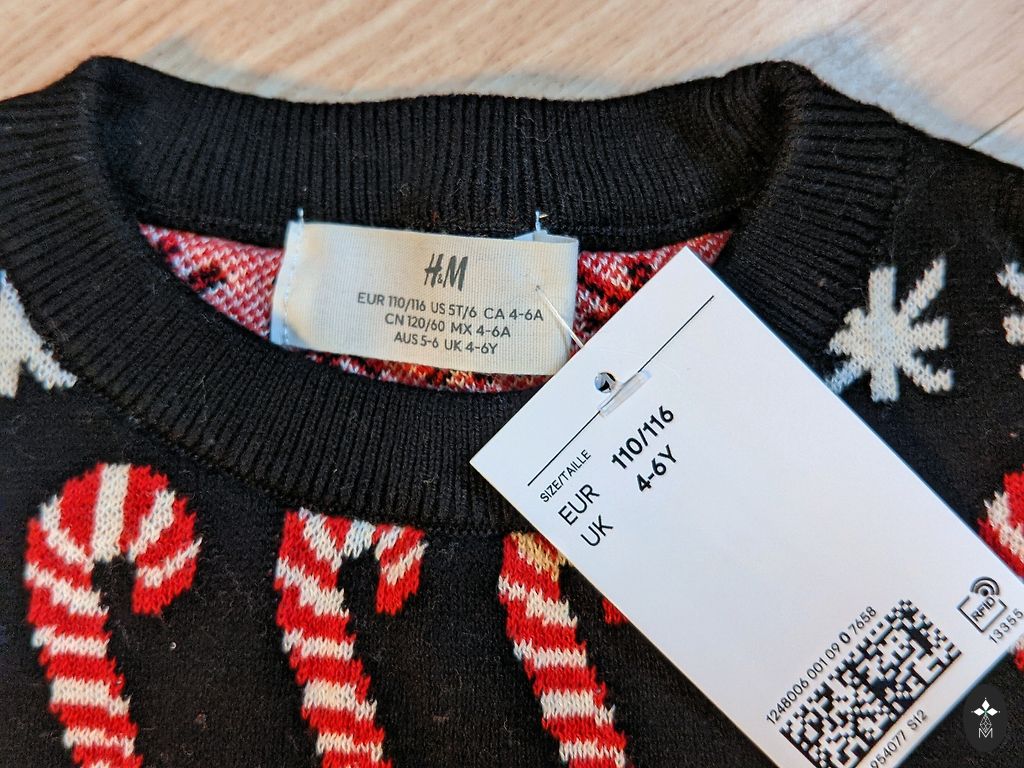 H&M
EUR 110/116 US 5T/6 CA 4-6A
CN 120/60 MX 4-6A
AUS 5-6 UK 4-6Y
SIZE/TAILLE
EUR 110/116
UK 4-6Y
1248006 001 09 0 7658
954077 S12
RFID
13355
M